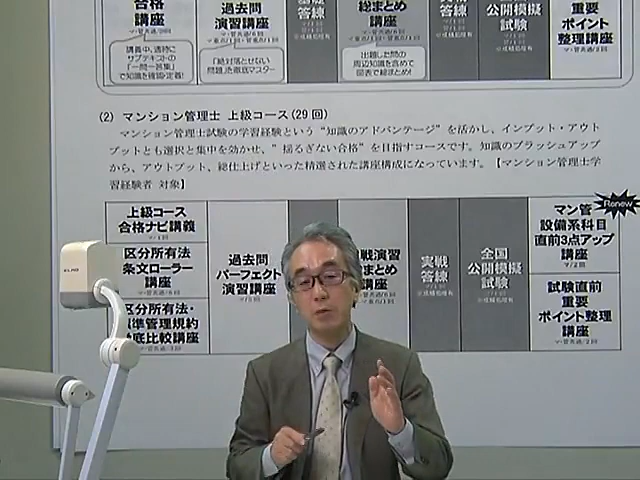 合格
講座
講義中、適時に
サブテキストの
「一問一答集」
で知識を確認・定着!
過去問
演習講座
「絶対落とせない
問題」を徹底マスター
答練
総まとめ
講座
出題した問の
周辺知識を含めて
図表で総まとめ!
公開模擬
試験
重要
ポイント
整理講座
(2) マンション管理士 上級コース(29回)
マンション管理士試験の学習経験という“知識のアドバンテージ”を活かし、インプット・アウト
プットとも選択と集中を効かせ、“揺るぎない合格”を目指すコースです。知識のブラッシュアップ
から、アウトプット、総仕上げといった精選された講座構成になっています。【マンション管理士学
習経験者 対象】
Renew
上級コース
合格ナビ講義
区分所有法
条文ローラー
講座
区分所有法・
準管理規約
底比較講座
過去問
パーフェクト
演習講座
戦演習
まとめ
講座
実戦
答練
全国
公開模擬
試験
マン管
設備系科目
直前3点アップ
講座
試験直前
重要
ポイント整理
講座
ELMO